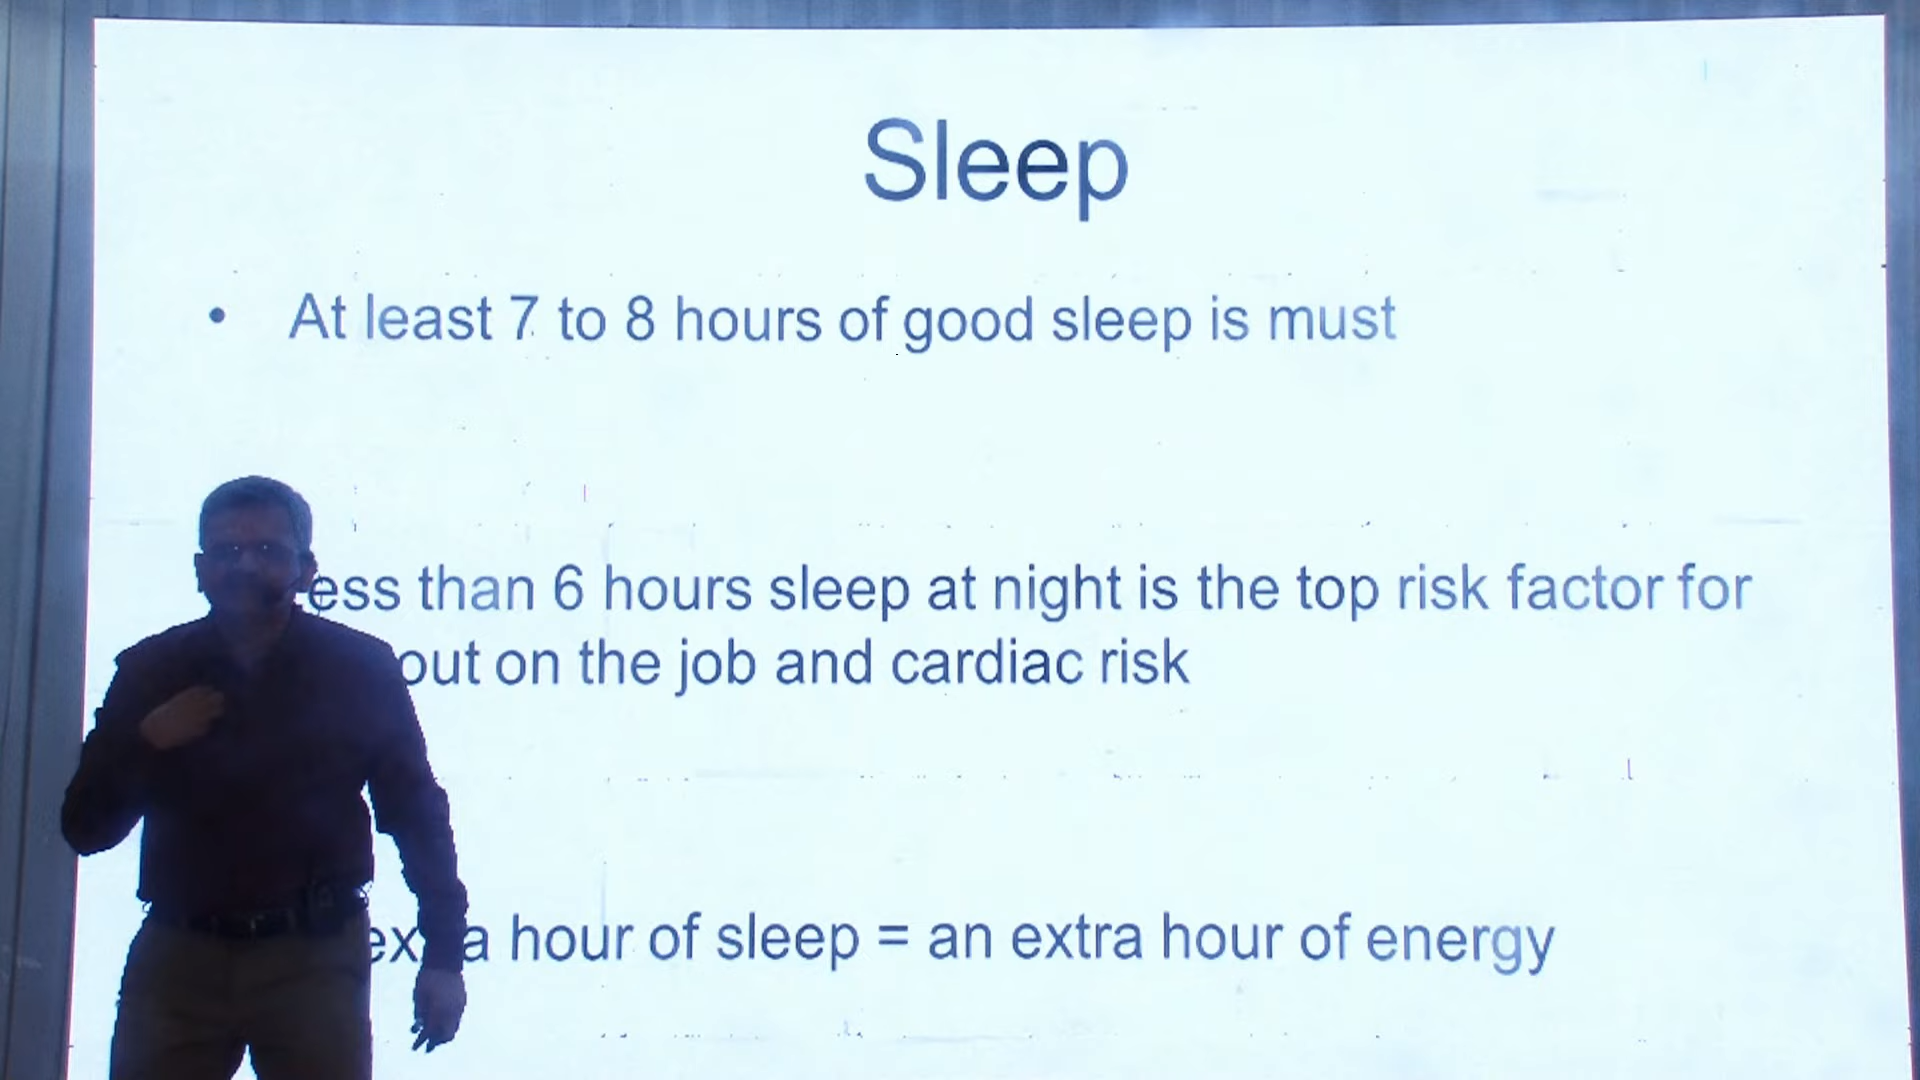 Sleep
• At least 7 to 8 hours of good sleep is must
ess than 6 hours sleep at night is the top risk factor for
out on the job and cardiac risk
ex a hour of sleep = an extra hour of energy